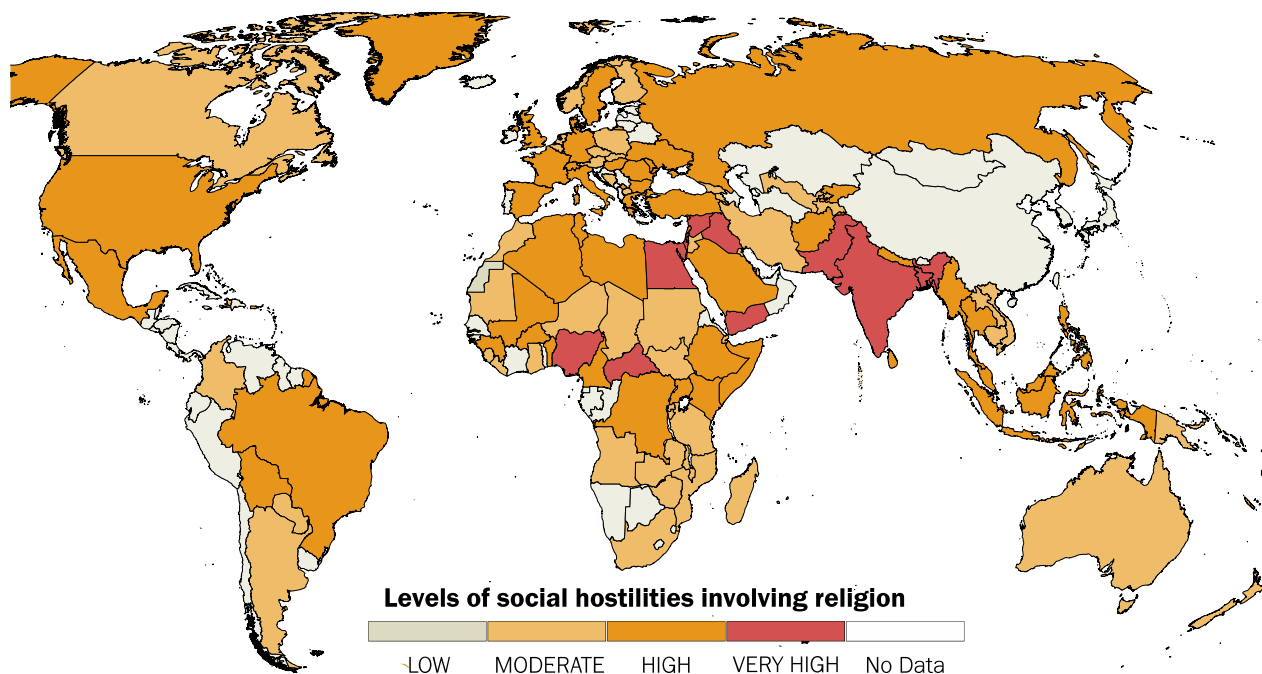 Levels of social hostilities involving religion
LOW MODERATE HIGH VERY HIGH No Data